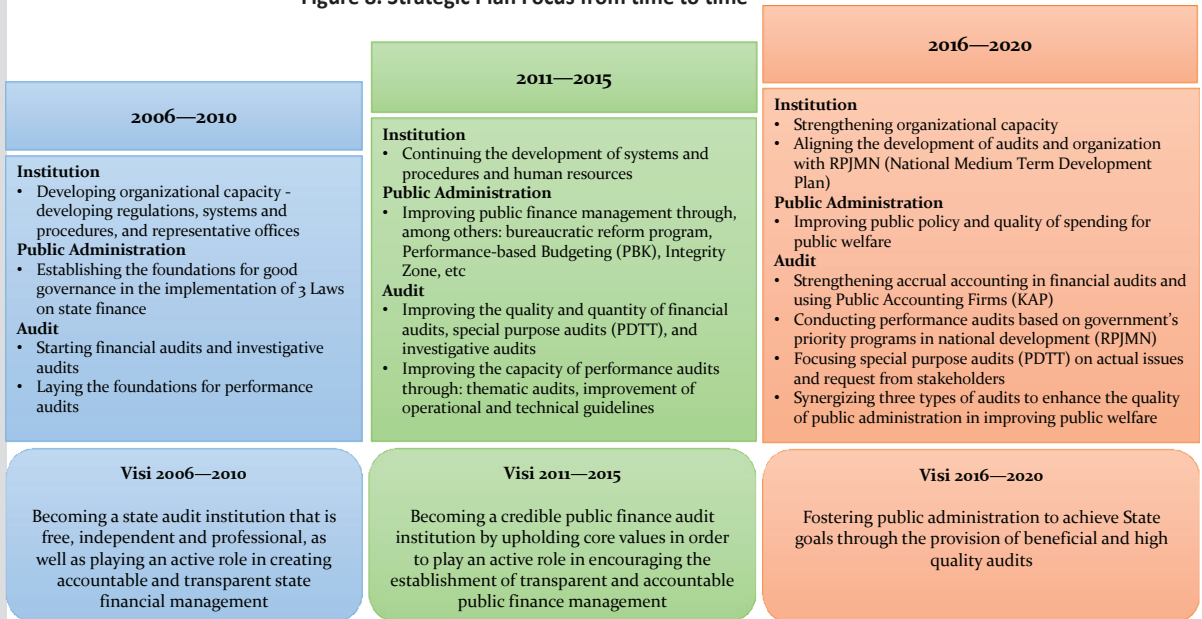 Figure 8. Strategic Plan Focus from time to time
2006—2010
Institution
• Developing organizational capacity -
developing regulations, systems and
procedures, and representative offices
Public Administration
• Establishing the foundations for good
governance in the implementation of 3 Laws
on state finance
Audit
• Starting financial audits and investigative
audits
• Laying the foundations for performance
audits
Visi 2006—2010
Becoming a state audit institution that is
free, independent and professional, as
well as playing an active role in creating
accountable and transparent state
financial management
2011—2015
Institution
• Continuing the development of systems and
procedures and human resources
Public Administration
• Improving public finance management through,
among others: bureaucratic reform program,
Performance-based Budgeting (PBK), Integrity
Zone, etc
Audit
• Improving the quality and quantity of financial
audits, special purpose audits (PDTT), and
investigative audits
• Improving the capacity of performance audits
through: thematic audits, improvement of
operational and technical guidelines
Visi 2011—2015
Becoming a credible public finance audit
institution by upholding core values in order
to play an active role in encouraging the
establishment of transparent and accountable
public finance management
2016—2020
Institution
• Strengthening organizational capacity
• Aligning the development of audits and organization
with RPJMN (National Medium Term Development
Plan)
Public Administration
• Improving public policy and quality of spending for
public welfare
Audit
• Strengthening accrual accounting in financial audits and
using Public Accounting Firms (KAP)
• Conducting performance audits based on government's
priority programs in national development (RPJMN)
• Focusing special purpose audits (PDTT) on actual issues
and request from stakeholders
• Synergizing three types of audits to enhance the quality
of public administration in improving public welfare
Visi 2016—2020
Fostering public administration to achieve State
goals through the provision of beneficial and high
quality audits